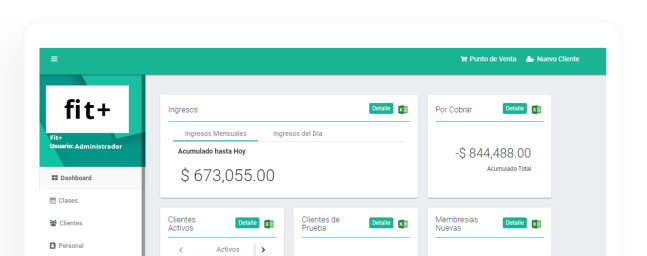 Punto de Venta Nuevo Cliente
fit+
Fit+
Usuario: Administrador
Dashboard
Clases
Clientes
Personal
Ingresos Detalle
Ingresos Mensuales Ingresos del Dia
Acumulado hasta Hoy
$ 673,055.00
Por Cobrar Detalle
-$ 844,488.00
Acumulado Total
Clientes
Activos Detalle
Activos
Clientes de
Prueba Detalle
Membresias
Nuevas Detalle